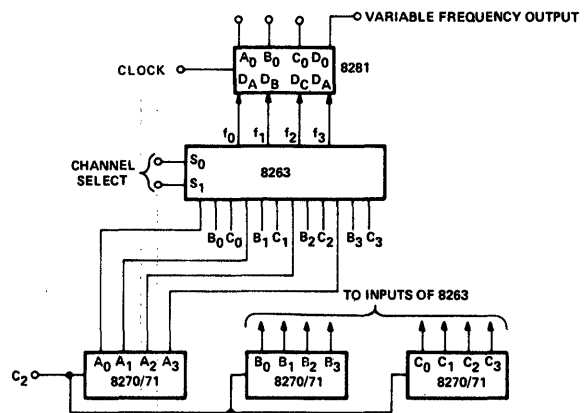 VARIABLE FREQUENCY OUTPUT
A0 B0 C0 D0
8281
CLOCK
DA DB DC DA
f0 f1 f2 f3
CHANNEL SELECT
S0
S1
8263
B0 C0 B1 C1 B2 C2 B3 C3
TO INPUTS OF 8263
A0 A1 A2 A3
B0 B1 B2 B3
C0 C1 C2 C3
C2
8270/71
8270/71
8270/71